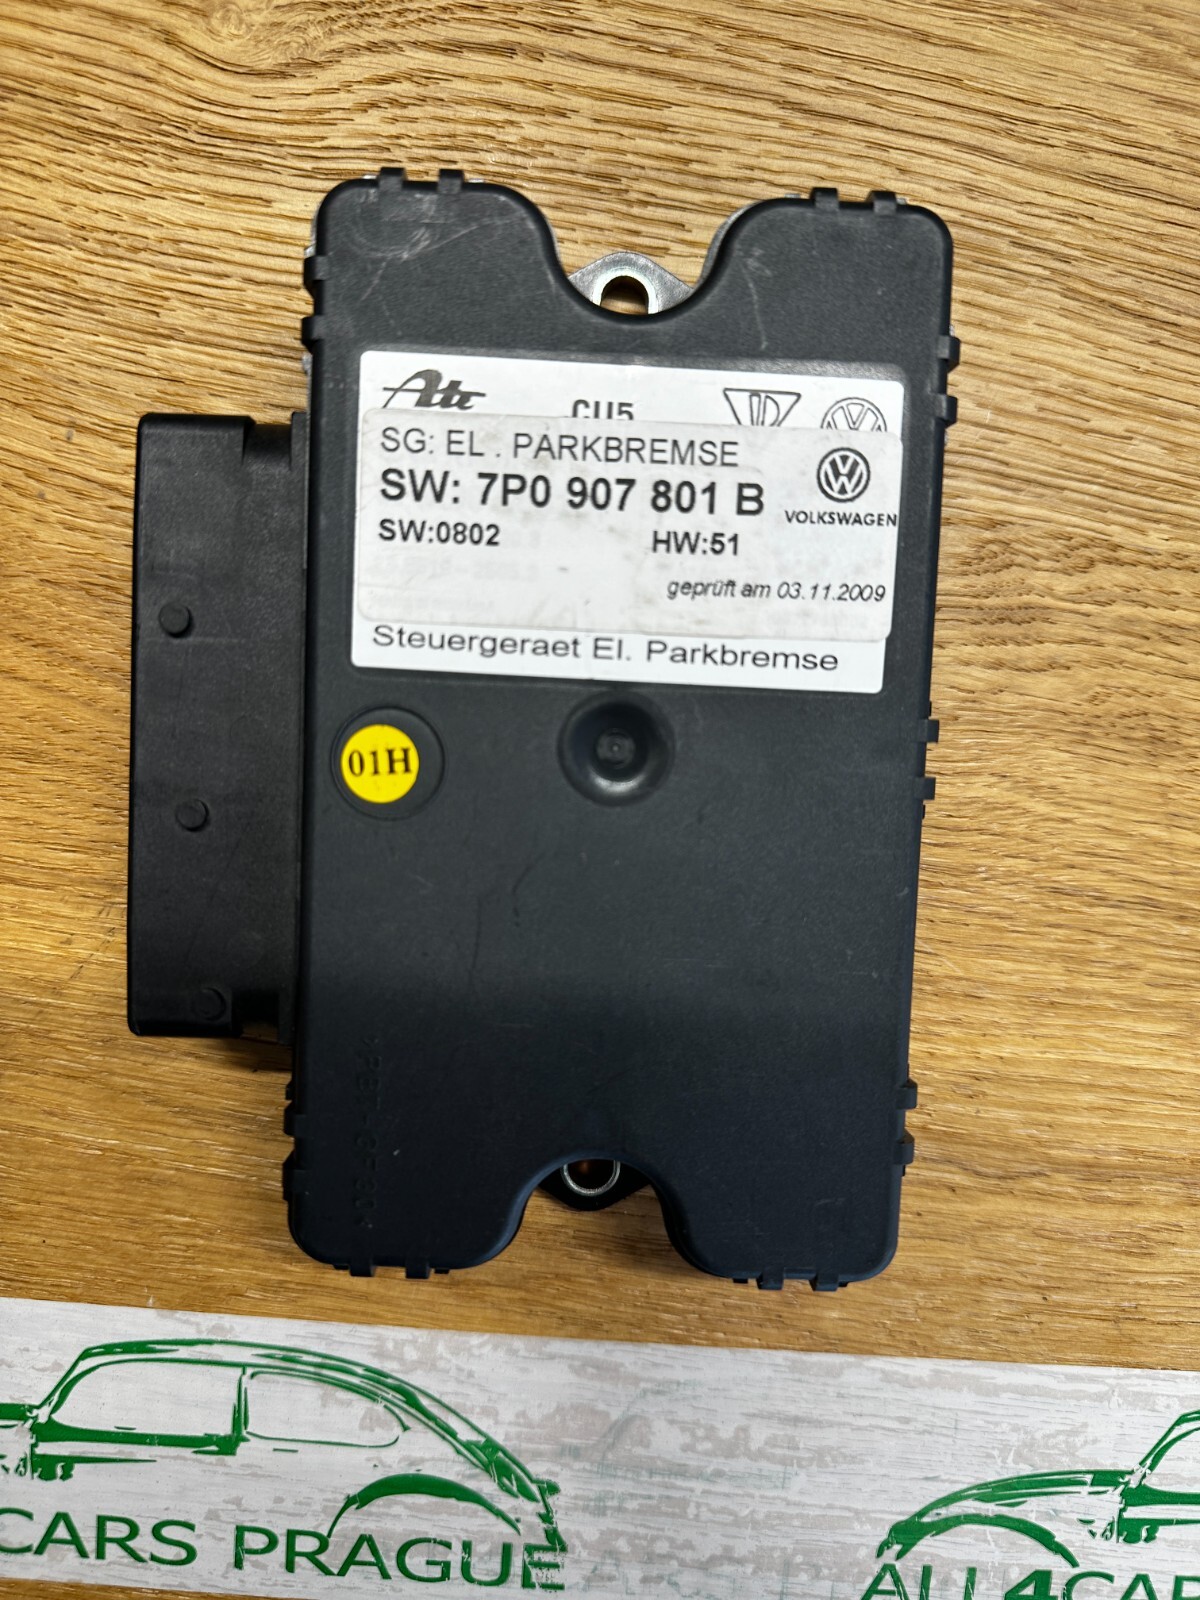 Ate
CU5
SG: EL . PARKBREMSE
SW: 7P0 907 801 B
VOLKSWAGEN
SW:0802 HW:51
geprüft am 03.11.2009
Steuergeraet El. Parkbremse
01H
CARS PRAGUE
ALL4CAR